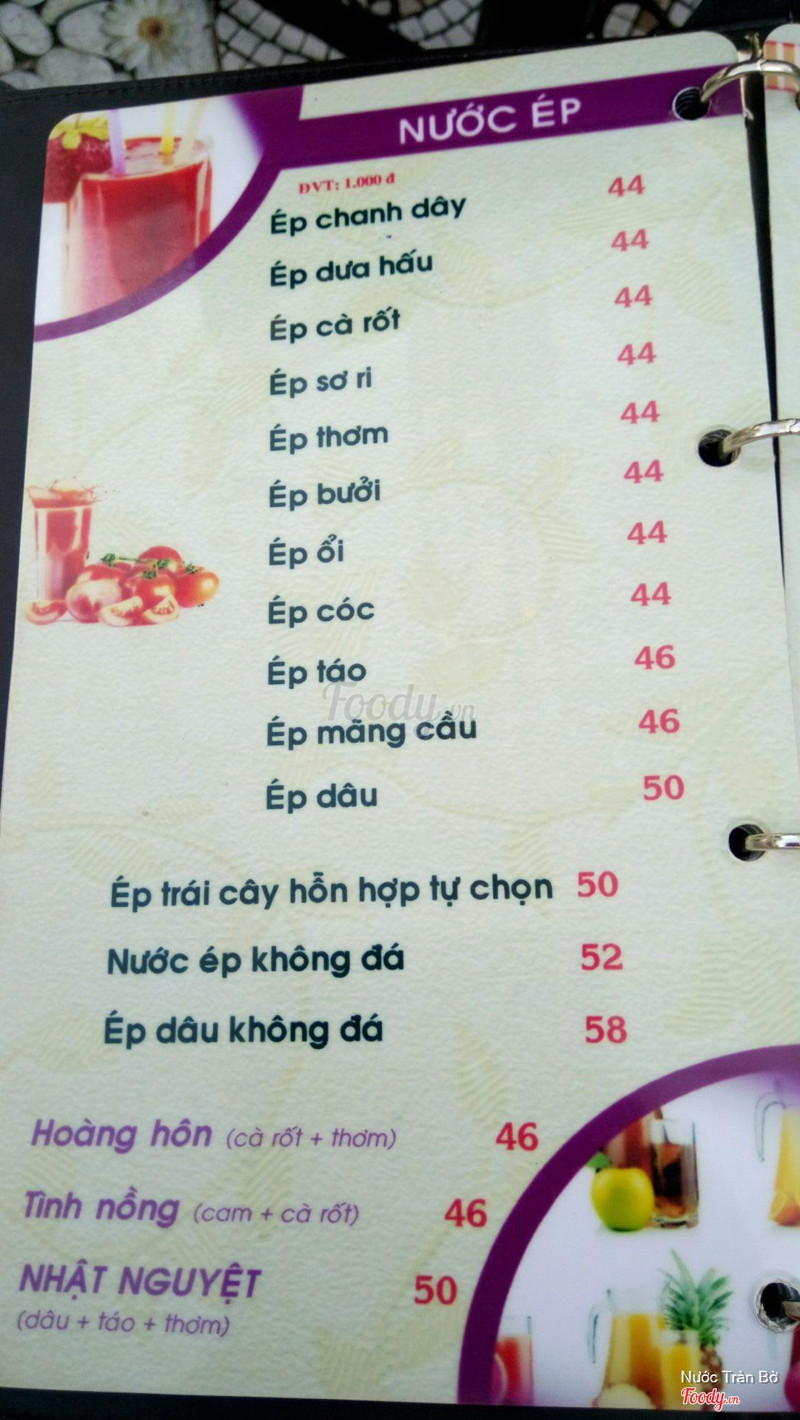 NƯỚC ÉP
ĐVT: 1.000 đ
Ép chanh dây 44
Ép dưa hấu 44
Ép cà rốt 44
Ép sơ ri 44
Ép thơm 44
Ép bưởi 44
Ép ổi 44
Ép cóc 44
Ép táo 46
Ép mãng cầu 46
Ép dâu 50
Foody.vn
Ép trái cây hỗn hợp tự chọn 50
Nước ép không đá 52
Ép dâu không đá 58
Hoàng hôn (cà rốt + thơm) 46
Tình nồng (cam + cà rốt) 46
NHẬT NGUYỆT 50
(dâu + táo + thơm)
Nước Tràn Bờ
Foody.vn